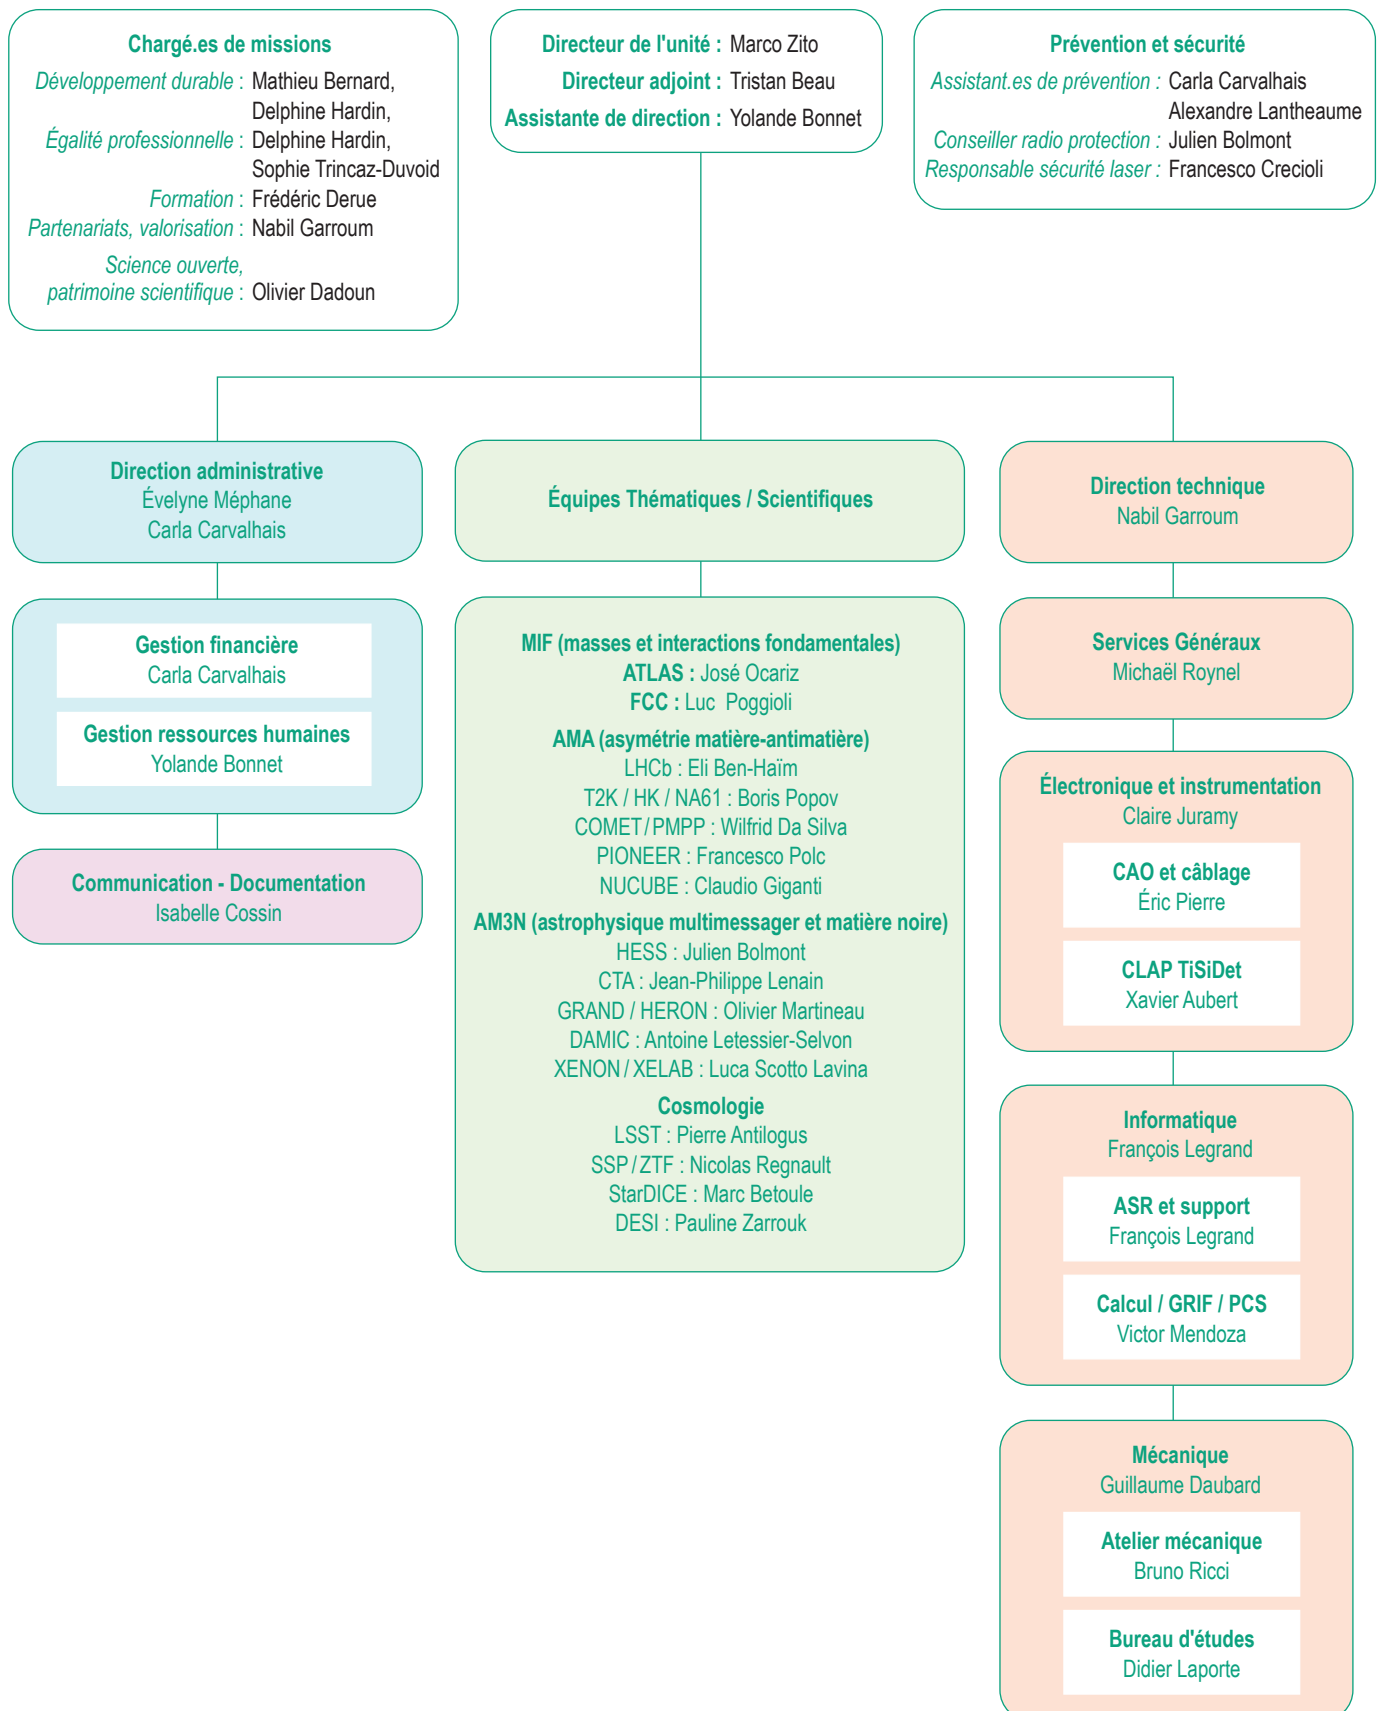 Chargé.es de missions
Développement durable : Mathieu Bernard,
Delphine Hardin,
Égalité professionnelle : Delphine Hardin,
Sophie Trincaz-Duvoid
Formation : Frédéric Derue
Partenariats, valorisation : Nabil Garroum
Science ouverte,
patrimoine scientifique : Olivier Dadoun
Directeur de l'unité : Marco Zito
Directeur adjoint : Tristan Beau
Assistante de direction : Yolande Bonnet
Prévention et sécurité
Assistant.es de prévention : Carla Carvalhais
Alexandre Lantheaume
Conseiller radio protection : Julien Bolmont
Responsable sécurité laser : Francesco Crecioli
Direction administrative
Évelyne Méphane
Carla Carvalhais
Gestion financière
Carla Carvalhais
Gestion ressources humaines
Yolande Bonnet
Communication - Documentation
Isabelle Cossin
Équipes Thématiques / Scientifiques
MIF (masses et interactions fondamentales)
ATLAS : José Ocariz
FCC : Luc Poggioli
AMA (asymétrie matière-antimatière)
LHCb : Eli Ben-Haïm
T2K / HK / NA61 : Boris Popov
COMET / PMPP : Wilfrid Da Silva
PIONEER : Francesco Polc
NUCUBE : Claudio Giganti
AM3N (astrophysique multimessager et matière noire)
HESS : Julien Bolmont
CTA : Jean-Philippe Lenain
GRAND / HERON : Olivier Martineau
DAMIC : Antoine Letessier-Selvon
XENON / XELAB : Luca Scotto Lavina
Cosmologie
LSST : Pierre Antilogus
SSP / ZTF : Nicolas Regnault
StarDICE : Marc Betoule
DESI : Pauline Zarrouk
Direction technique
Nabil Garroum
Services Généraux
Michaël Roynel
Électronique et instrumentation
Claire Juramy
CAO et câblage
Éric Pierre
CLAP TiSiDet
Xavier Aubert
Informatique
François Legrand
ASR et support
François Legrand
Calcul / GRIF / PCS
Victor Mendoza
Mécanique
Guillaume Daubard
Atelier mécanique
Bruno Ricci
Bureau d'études
Didier Laporte